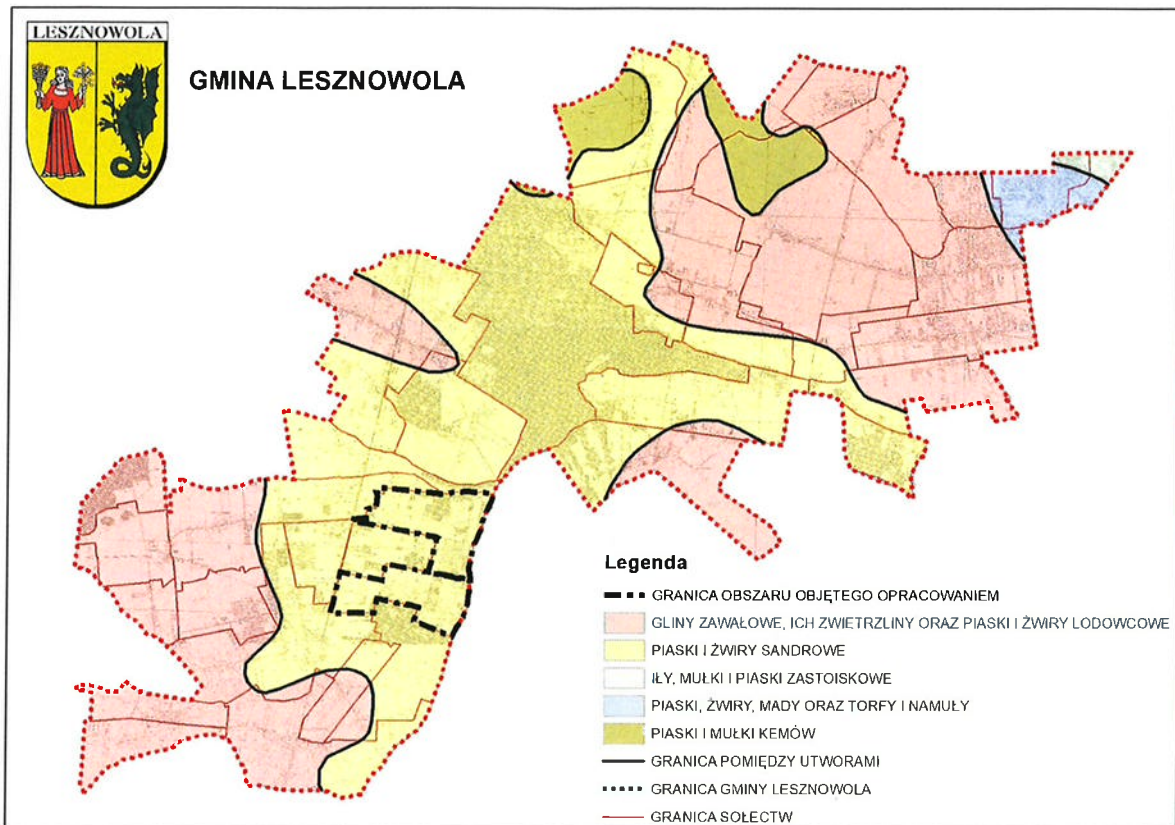 LESZNOWOLA
GMINA LESZNOWOLA
Legenda
GRANICA OBSZARU OBJĘTEGO OPRACOWANIEM
GLINY ZAWAŁOWE, ICH ZWIETRZLINY ORAZ PIASKI I ŻWIRY LODOWCOWE
PIASKI I ŻWIRY SANDROWE
IŁY, MUŁKI I PIASKI ZASTOISKOWE
PIASKI, ŻWIRY, MADY ORAZ TORFY I NAMUŁY
PIASKI I MUŁKI KEMÓW
GRANICA POMIĘDZY UTWORAMI
GRANICA GMINY LESZNOWOLA
GRANICA SOŁECTW